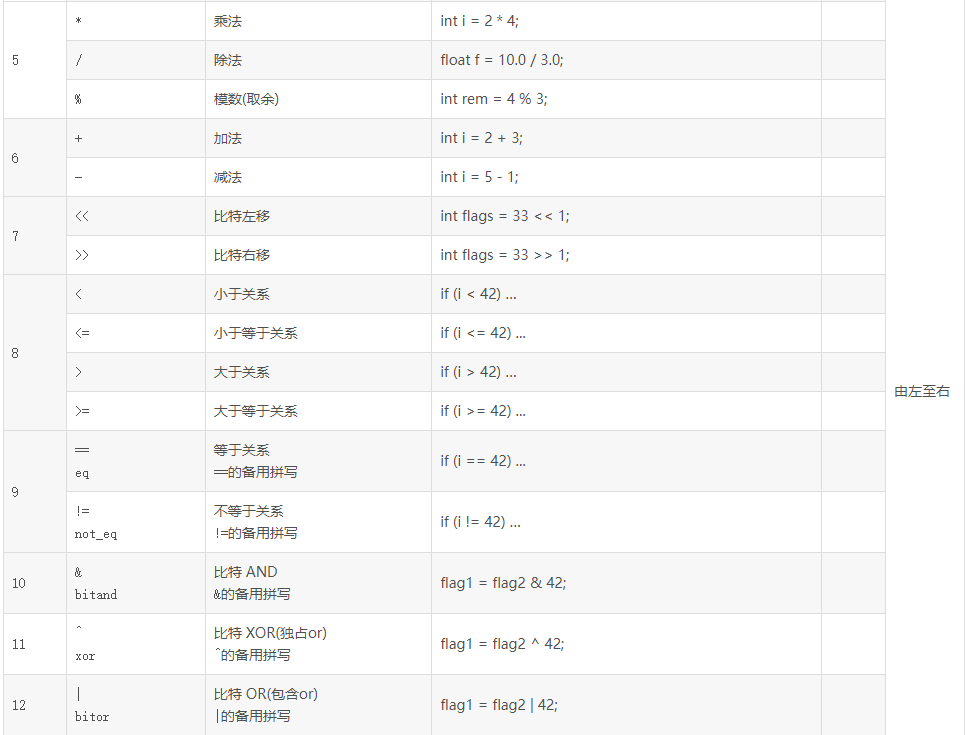 5
* 乘法 int i = 2 * 4;
/ 除法 float f = 10.0 / 3.0;
% 模数(取余) int rem = 4 % 3;
6
+ 加法 int i = 2 + 3;
- 减法 int i = 5 - 1;
7
<< 比特左移 int flags = 33 << 1;
>> 比特右移 int flags = 33 >> 1;
8
< 小于关系 if (i < 42) ...
<= 小于等于关系 if (i <= 42) ...
> 大于关系 if (i > 42) ...
>= 大于等于关系 if (i >= 42) ...
由左至右
9
== 等于关系
eq ==的备用拼写
if (i == 42) ...
!= 不等于关系
not_eq !=的备用拼写
if (i != 42) ...
10
& 比特 AND
bitand &的备用拼写
flag1 = flag2 & 42;
11
^ 比特 XOR(独占or)
xor ^的备用拼写
flag1 = flag2 ^ 42;
12
| 比特 OR(包含or)
bitor |的备用拼写
flag1 = flag2 | 42;